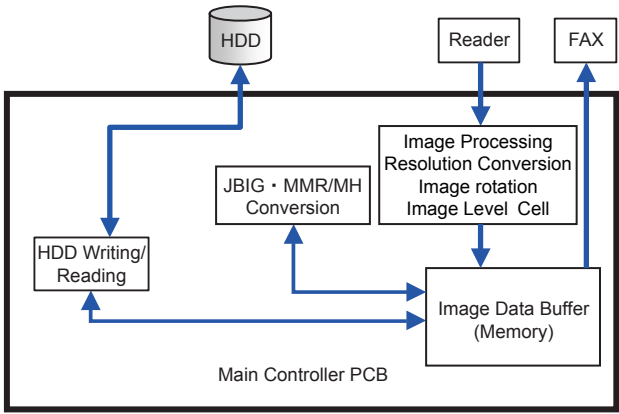 HDD
Reader
FAX
Image Processing
Resolution Conversion
Image rotation
Image Level Cell
JBIG・MMR/MH
Conversion
HDD Writing/
Reading
Image Data Buffer
(Memory)
Main Controller PCB